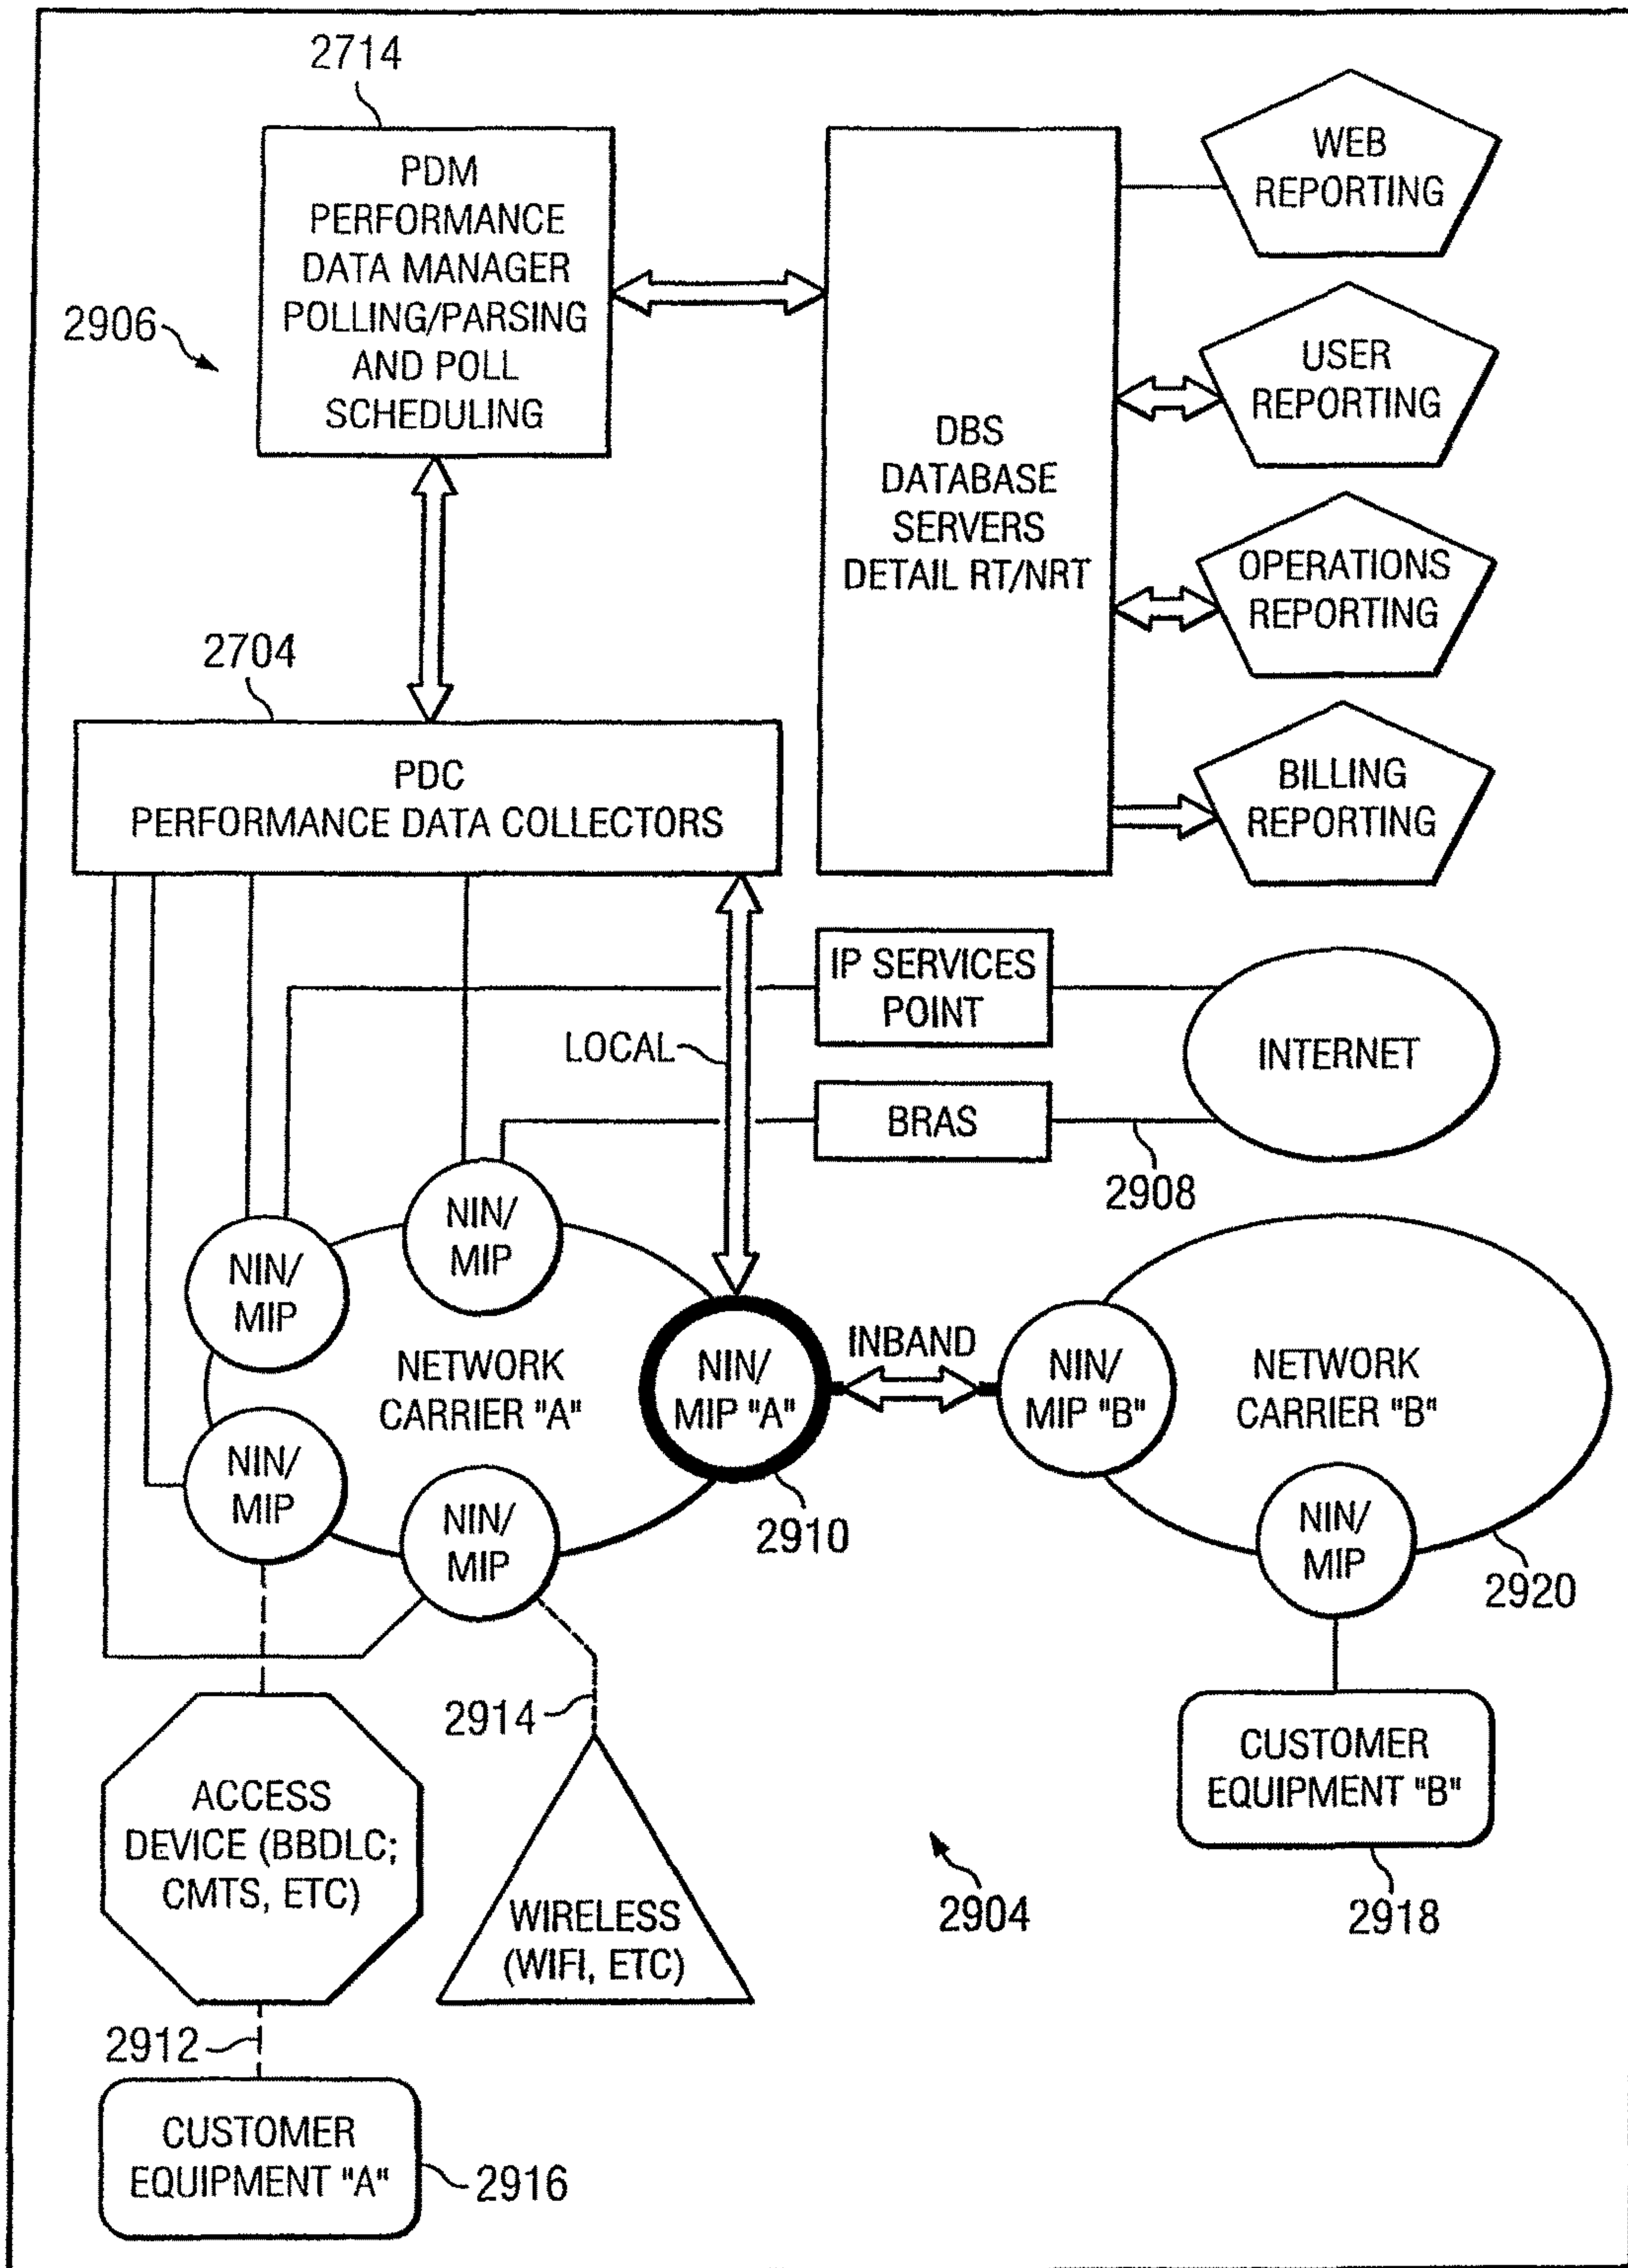 2714
PDM
PERFORMANCE
DATA MANAGER
POLLING/PARSING
AND POLL
SCHEDULING
2906
DBS
DATABASE
SERVERS
DETAIL RT/NRT
WEB
REPORTING
USER
REPORTING
OPERATIONS
REPORTING
BILLING
REPORTING
2704
PDC
PERFORMANCE DATA COLLECTORS
IP SERVICES
POINT
LOCAL
BRAS
INTERNET
2908
NIN/
MIP
NIN/
MIP
NETWORK
CARRIER "A"
NIN/
MIP "A"
INBAND
NIN/
MIP "B"
NETWORK
CARRIER "B"
NIN/
MIP
NIN/
MIP
2910
NIN/
MIP
2920
2914
ACCESS
DEVICE (BBDLC;
CMTS, ETC)
WIRELESS
(WIFI, ETC)
2904
CUSTOMER
EQUIPMENT "B"
2918
2912
CUSTOMER
EQUIPMENT "A"
2916